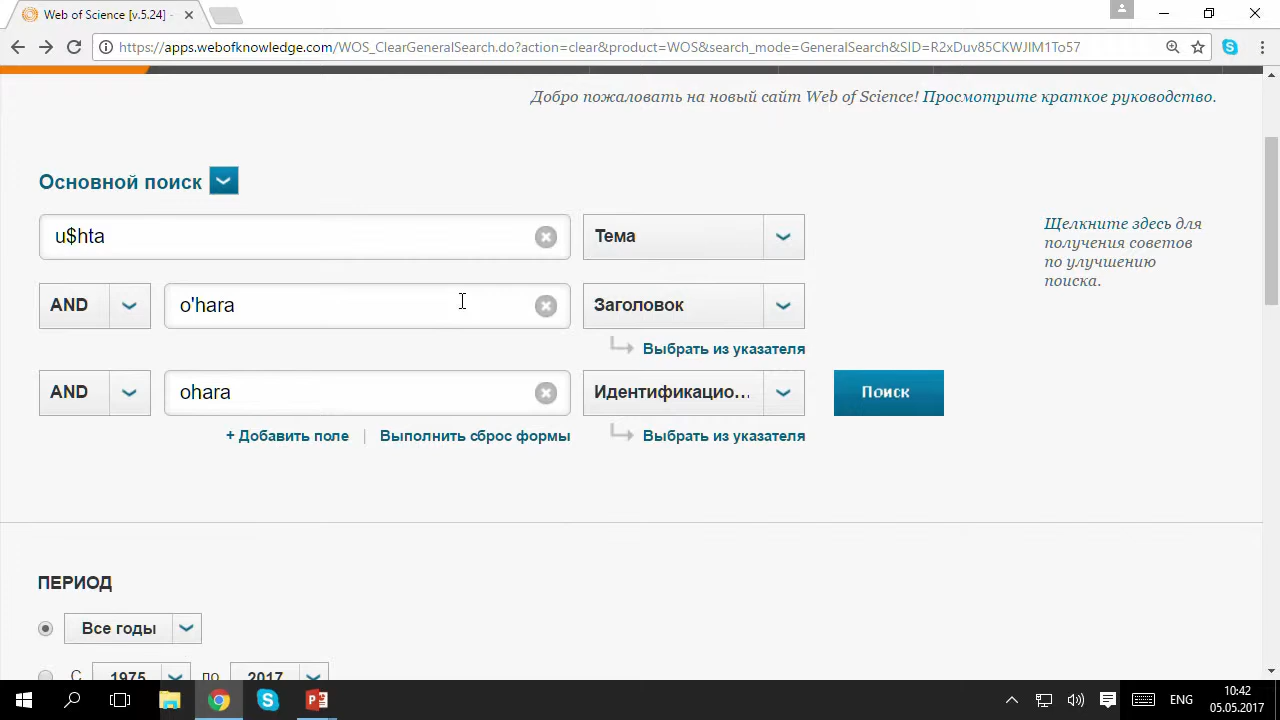 Web of Science [v.5.24] -
https://apps.webofknowledge.com/WOS_ClearGeneralSearch.do?action=clear&product=WOS&search_mode=GeneralSearch&SID=R2xDuv85CKWJIM1To57
Добро пожаловать на новый сайт Web of Science! Просмотрите краткое руководство.
Основной поиск
u$hta Тема
Щелкните здесь для
получения советов
по улучшению
поиска.
AND o'hara Заголовок
Выбрать из указателя
AND ohara Идентификацио... Поиск
+ Добавить поле | Выполнить сброс формы Выбрать из указателя
ПЕРИОД
Все годы
С 1975 по 2017
ENG
10:42
05.05.2017